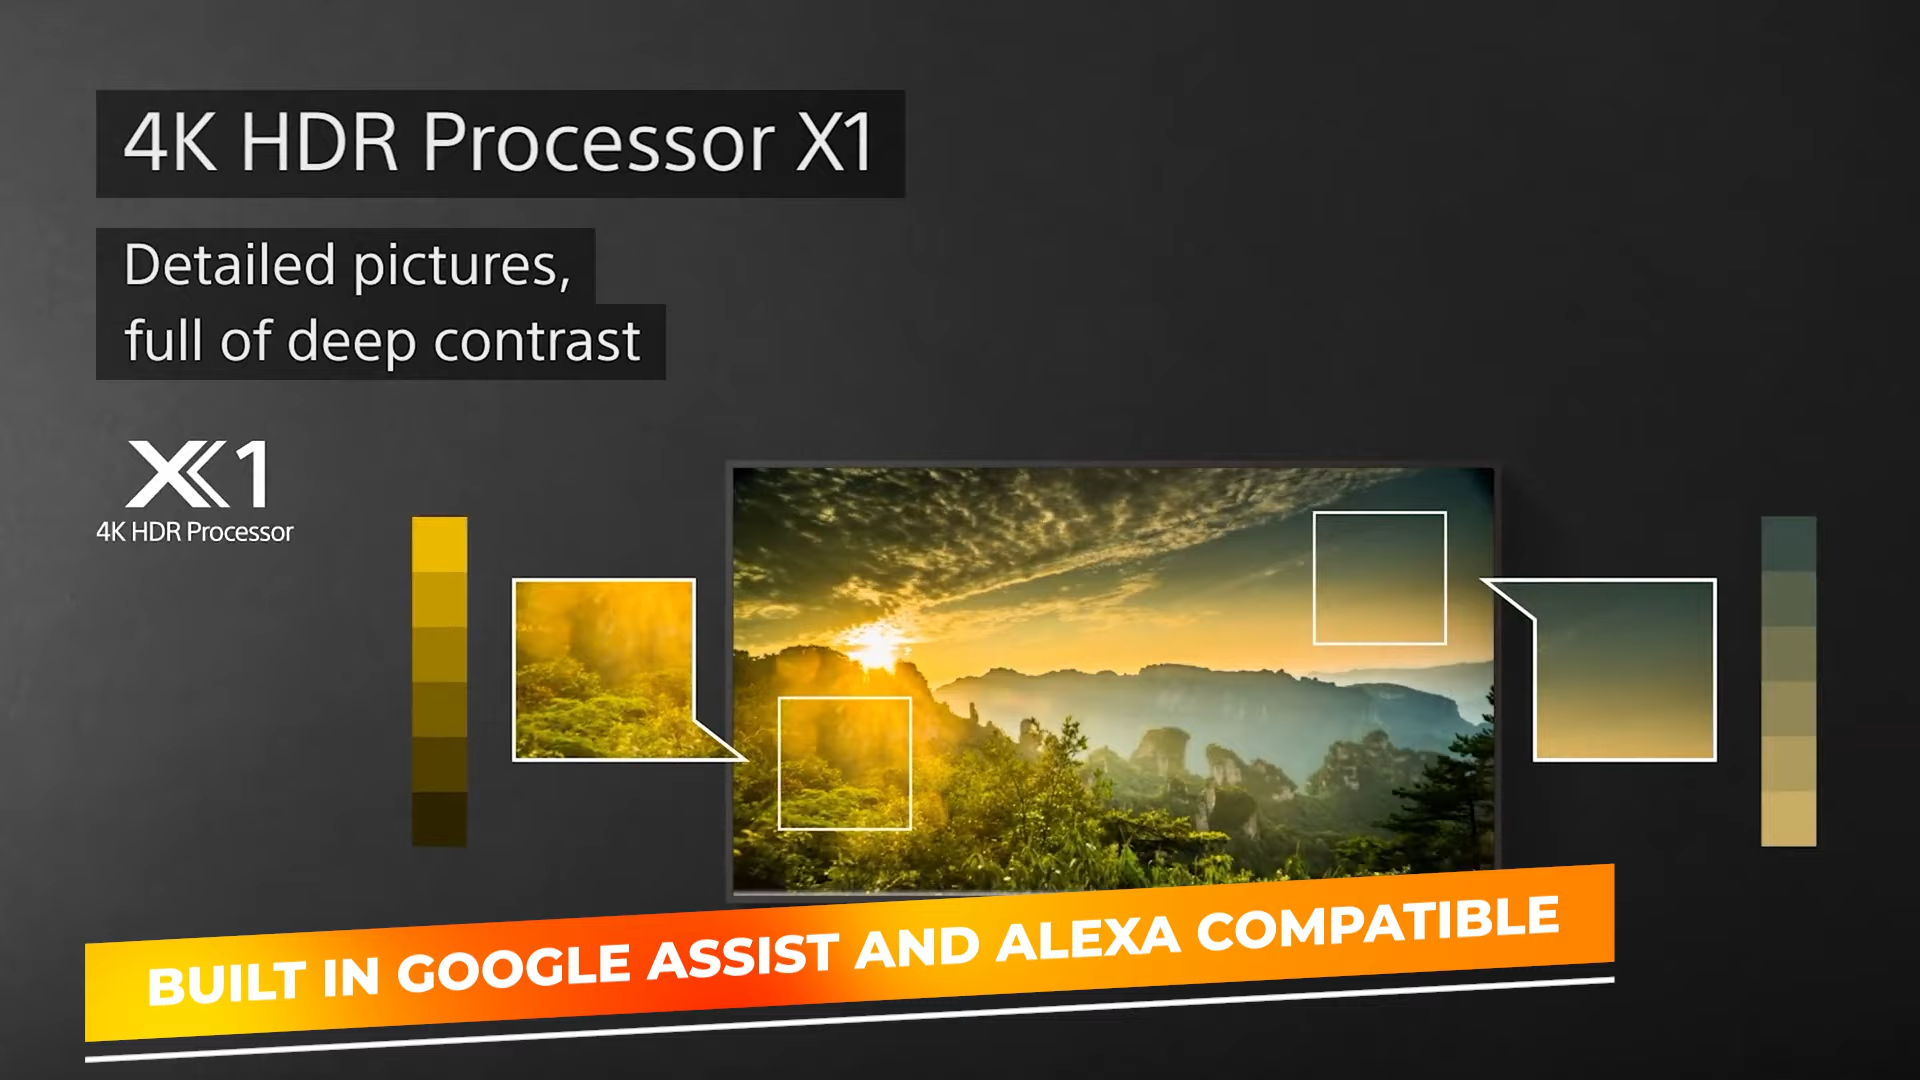 4K HDR Processor X1
Detailed pictures,
full of deep contrast
X1
4K HDR Processor
BUILT IN GOOGLE ASSIST AND ALEXA COMPATIBLE